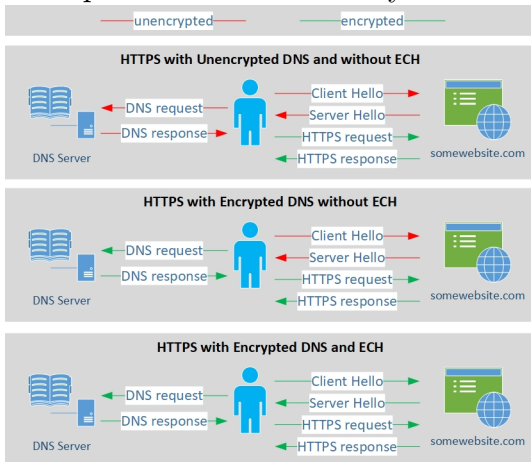 unencrypted encrypted
HTTPS with Unencrypted DNS and without ECH
DNS request
DNS response
DNS Server
Client Hello
Server Hello
HTTPS request
HTTPS response
somewebsite.com
HTTPS with Encrypted DNS without ECH
DNS request
DNS response
DNS Server
Client Hello
Server Hello
HTTPS request
HTTPS response
somewebsite.com
HTTPS with Encrypted DNS and ECH
DNS request
DNS response
DNS Server
Client Hello
Server Hello
HTTPS request
HTTPS response
somewebsite.com